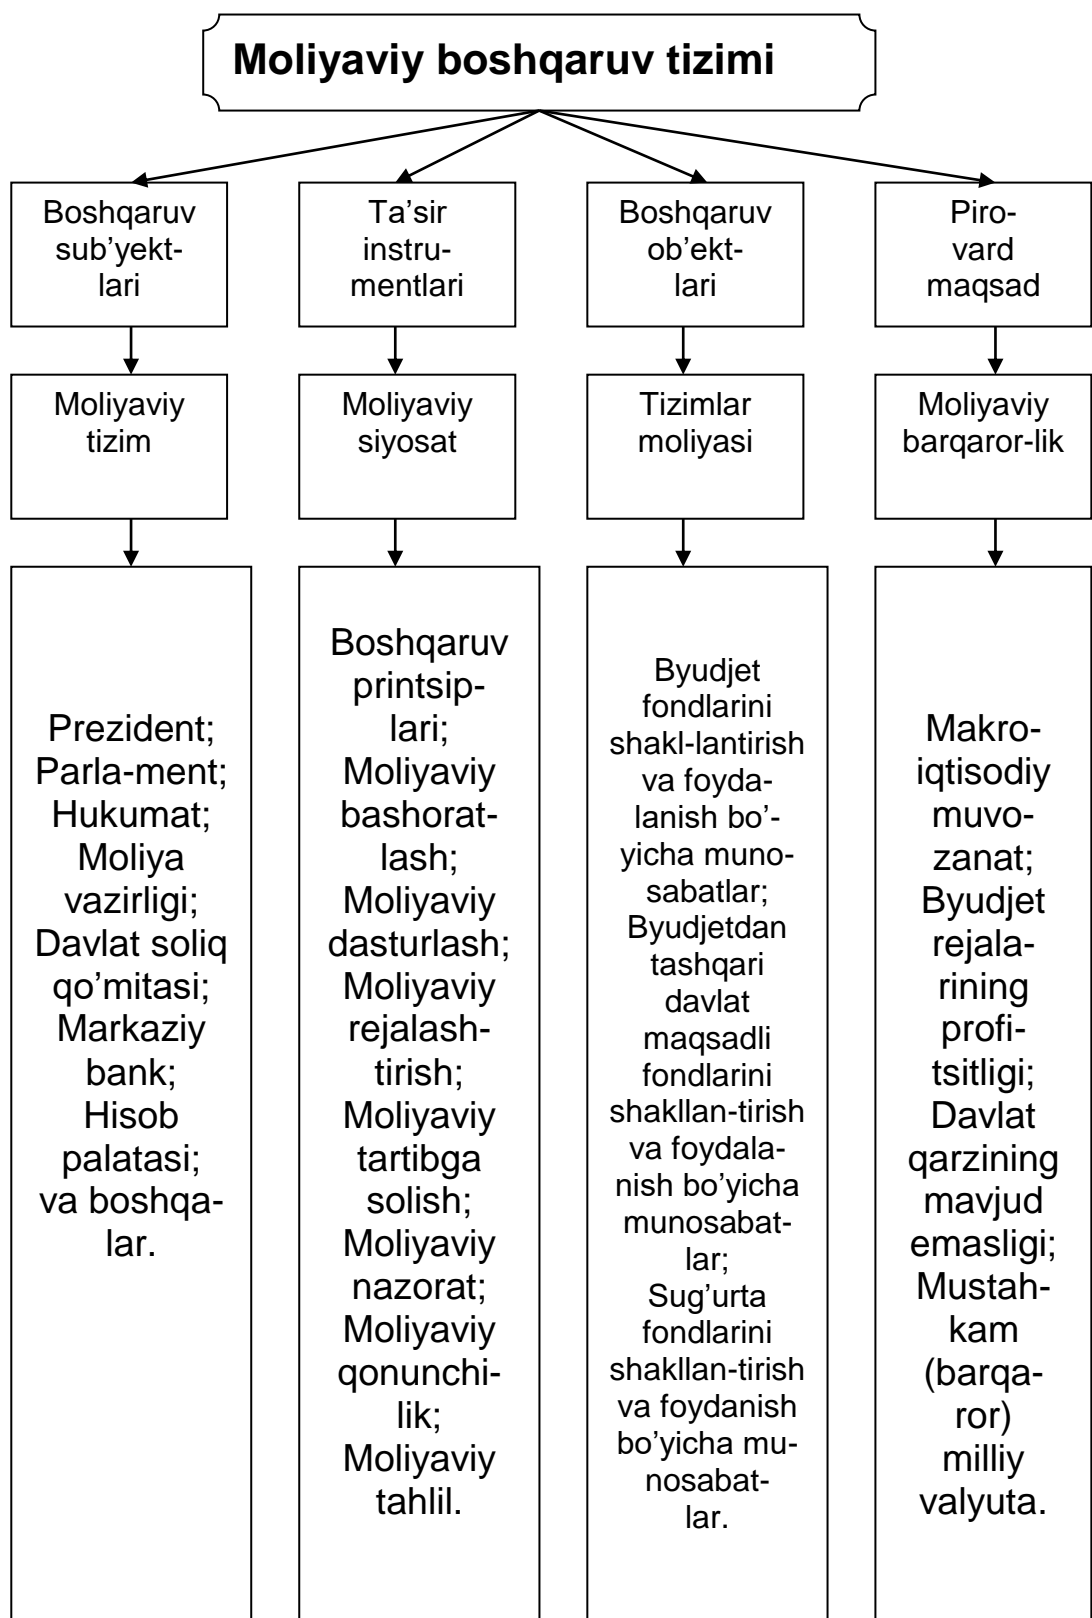 Moliyaviy boshqaruv tizimi
Boshqaruv
sub’yekt-
lari
Ta’sir
instru-
mentlari
Boshqaruv
ob’ekt-
lari
Piro-
vard
maqsad
Moliyaviy
tizim
Moliyaviy
siyosat
Tizimlar
moliyasi
Moliyaviy
barqaror-lik
Prezident;
Parla-ment;
Hukumat;
Moliya
vazirligi;
Davlat soliq
qo’mitasi;
Markaziy
bank;
Hisob
palatasi;
va boshqa-
lar.
Boshqaruv
printsip-
lari;
Moliyaviy
bashorat-
lash;
Moliyaviy
dasturlash;
Moliyaviy
rejalash-
tirish;
Moliyaviy
tartibga
solish;
Moliyaviy
nazorat;
Moliyaviy
qonunchi-
lik;
Moliyaviy
tahlil.
Byudjet
fondlarini
shakl-lantirish
va foyda-
lanish bo’-
yicha muno-
sabatlar;
Byudjetdan
tashqari
davlat
maqsadli
fondlarini
shakllan-tirish
va foydala-
nish bo’yicha
munosabat-
lar;
Sug’urta
fondlarini
shakllan-tirish
va foydanish
bo’yicha mu-
nosabat-
lar.
Makro-
iqtisodiy
muvo-
zanat;
Byudjet
rejala-
rining
profi-
tsitligi;
Davlat
qarzining
mavjud
emasligi;
Mustah-
kam
(barqa-
ror)
milliy
valyuta.